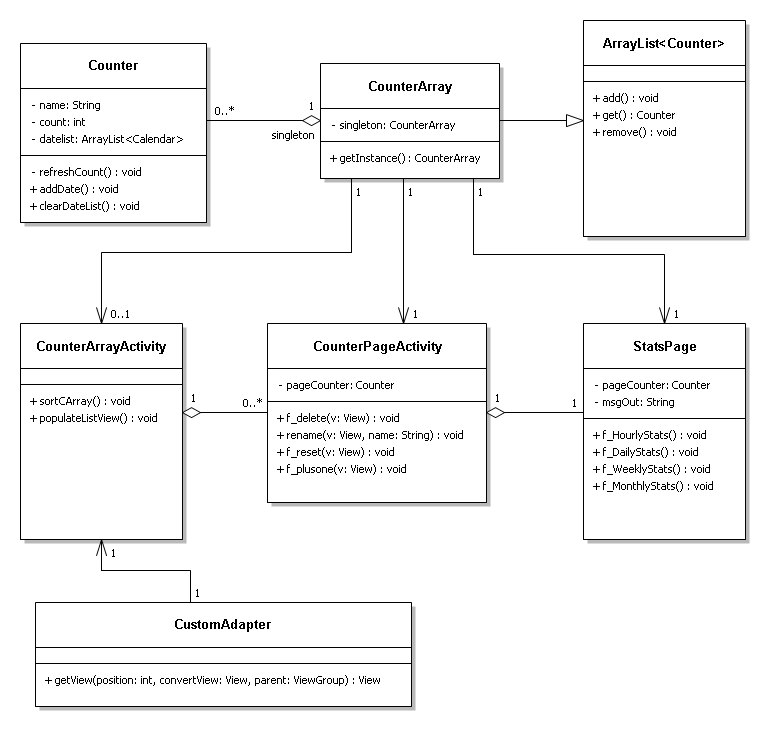 Counter
- name: String
- count: int
- datelist: ArrayList<Calendar>
- refreshCount() : void
+ addDate() : void
+ clearDateList() : void
0..*
1
singleton
CounterArray
- singleton: CounterArray
+ getInstance() : CounterArray
ArrayList<Counter>
+ add() : void
+ get() : Counter
+ remove() : void
1
1
1
0..1
1
1
CounterArrayActivity
+ sortCArray() : void
+ populateListView() : void
1
0..*
CounterPageActivity
- pageCounter: Counter
+ f_delete(v: View) : void
+ rename(v: View, name: String) : void
+ f_reset(v: View) : void
+ f_plusone(v: View) : void
1
1
StatsPage
- pageCounter: Counter
- msgOut: String
+ f_HourlyStats() : void
+ f_DailyStats() : void
+ f_WeeklyStats() : void
+ f_MonthlyStats() : void
1
1
CustomAdapter
+ getView(position: int, convertView: View, parent: ViewGroup) : View